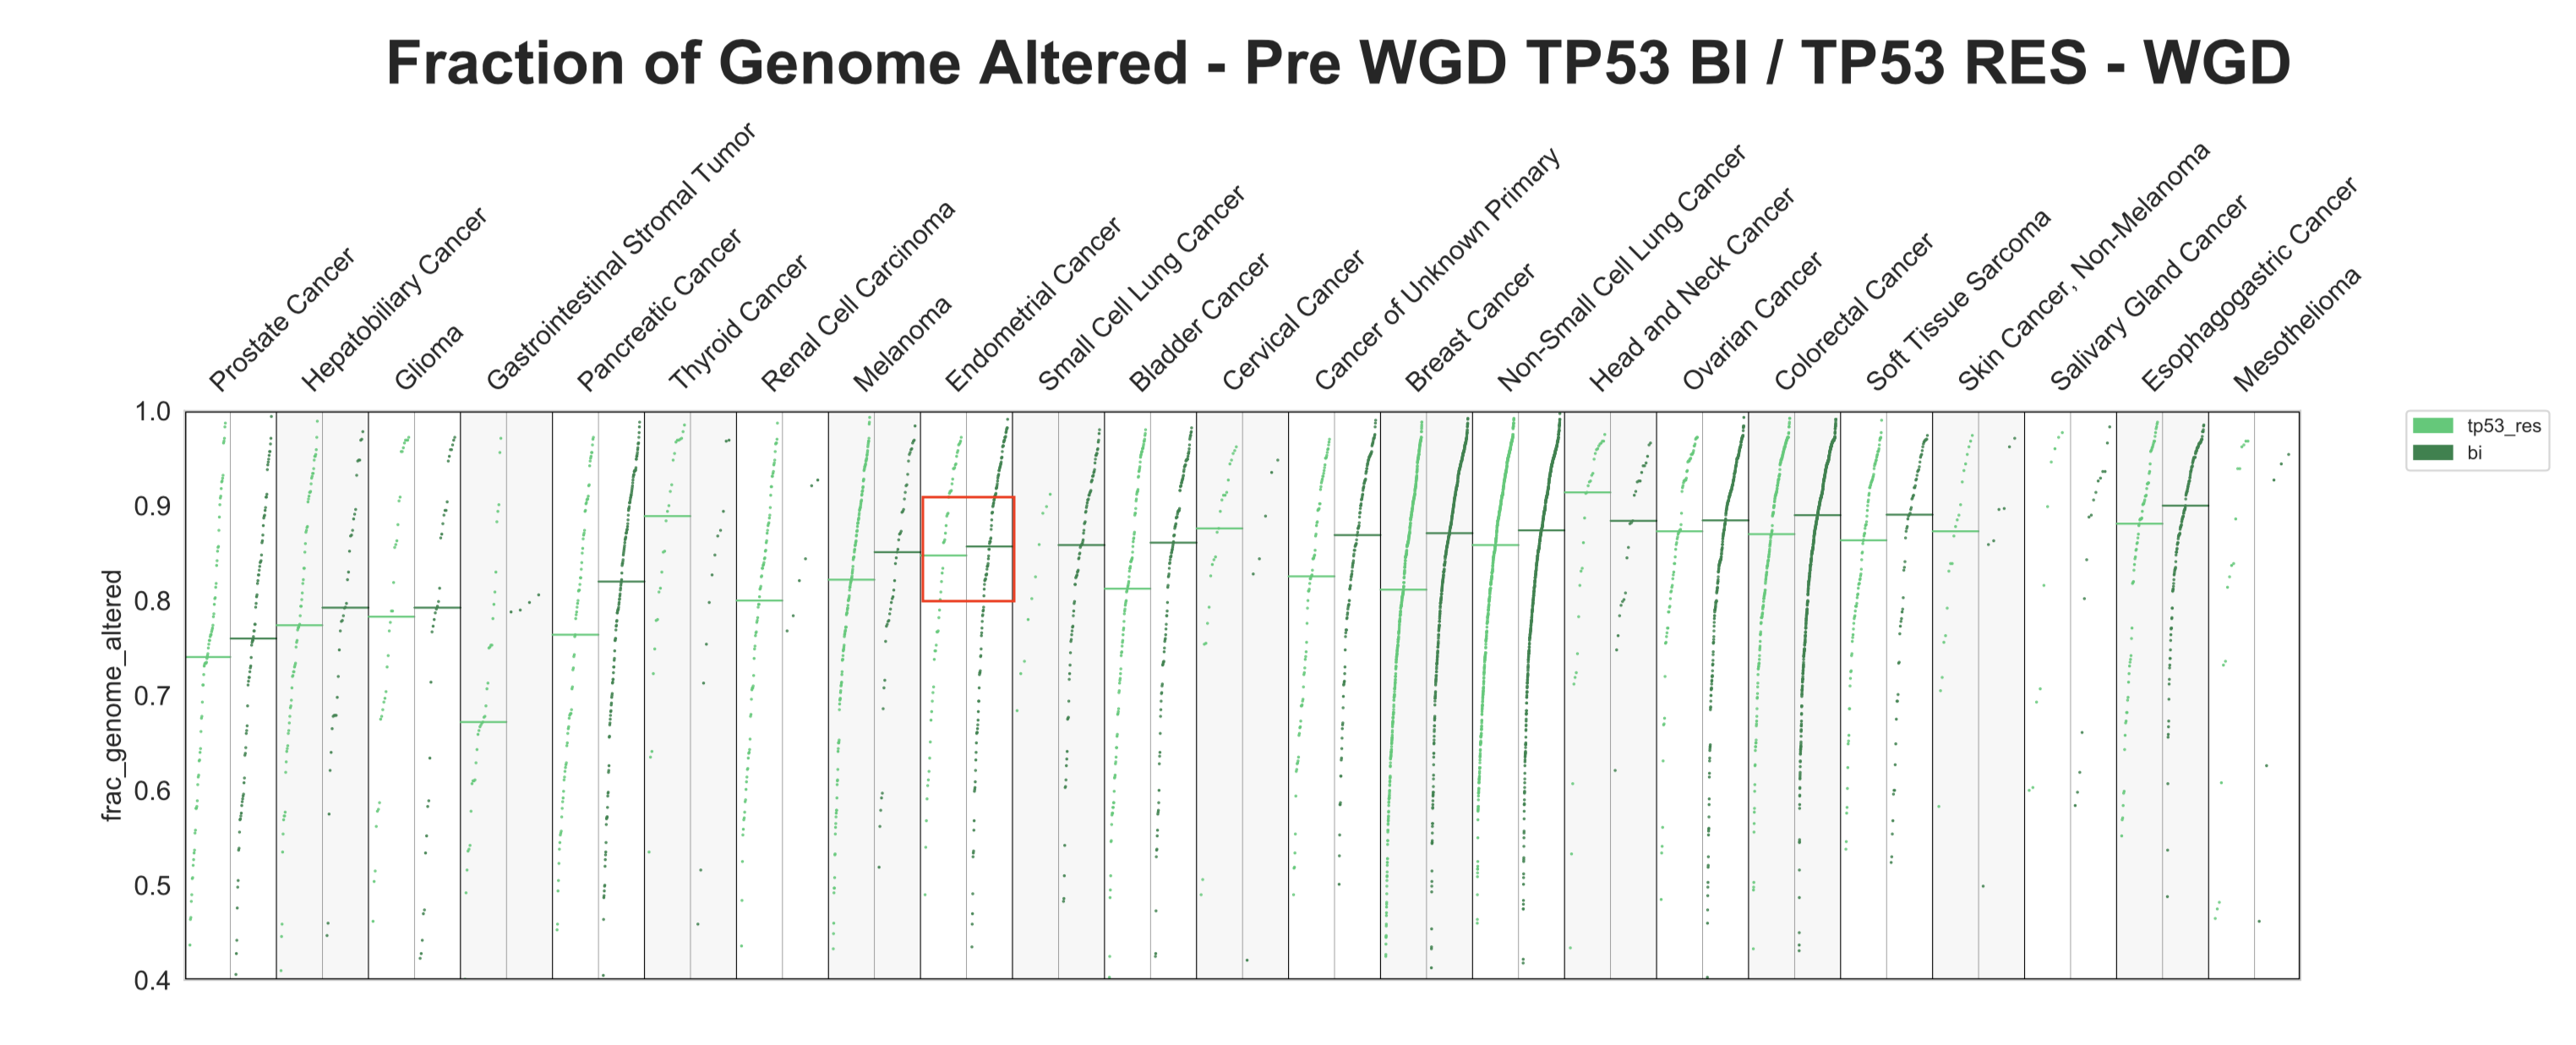 Fraction of Genome Altered - Pre WGD TP53 BI / TP53 RES - WGD
Prostate Cancer
Hepatobiliary Cancer
Glioma
Gastrointestinal Stromal Tumor
Pancreatic Cancer
Thyroid Cancer
Renal Cell Carcinoma
Melanoma
Endometrial Cancer
Small Cell Lung Cancer
Bladder Cancer
Cervical Cancer
Cancer of Unknown Primary
Breast Cancer
Non-Small Cell Lung Cancer
Head and Neck Cancer
Ovarian Cancer
Colorectal Cancer
Soft Tissue Sarcoma
Skin Cancer, Non-Melanoma
Salivary Gland Cancer
Esophagogastric Cancer
Mesothelioma
frac_genome_altered
1.0
0.9
0.8
0.7
0.6
0.5
0.4
tp53_res
bi